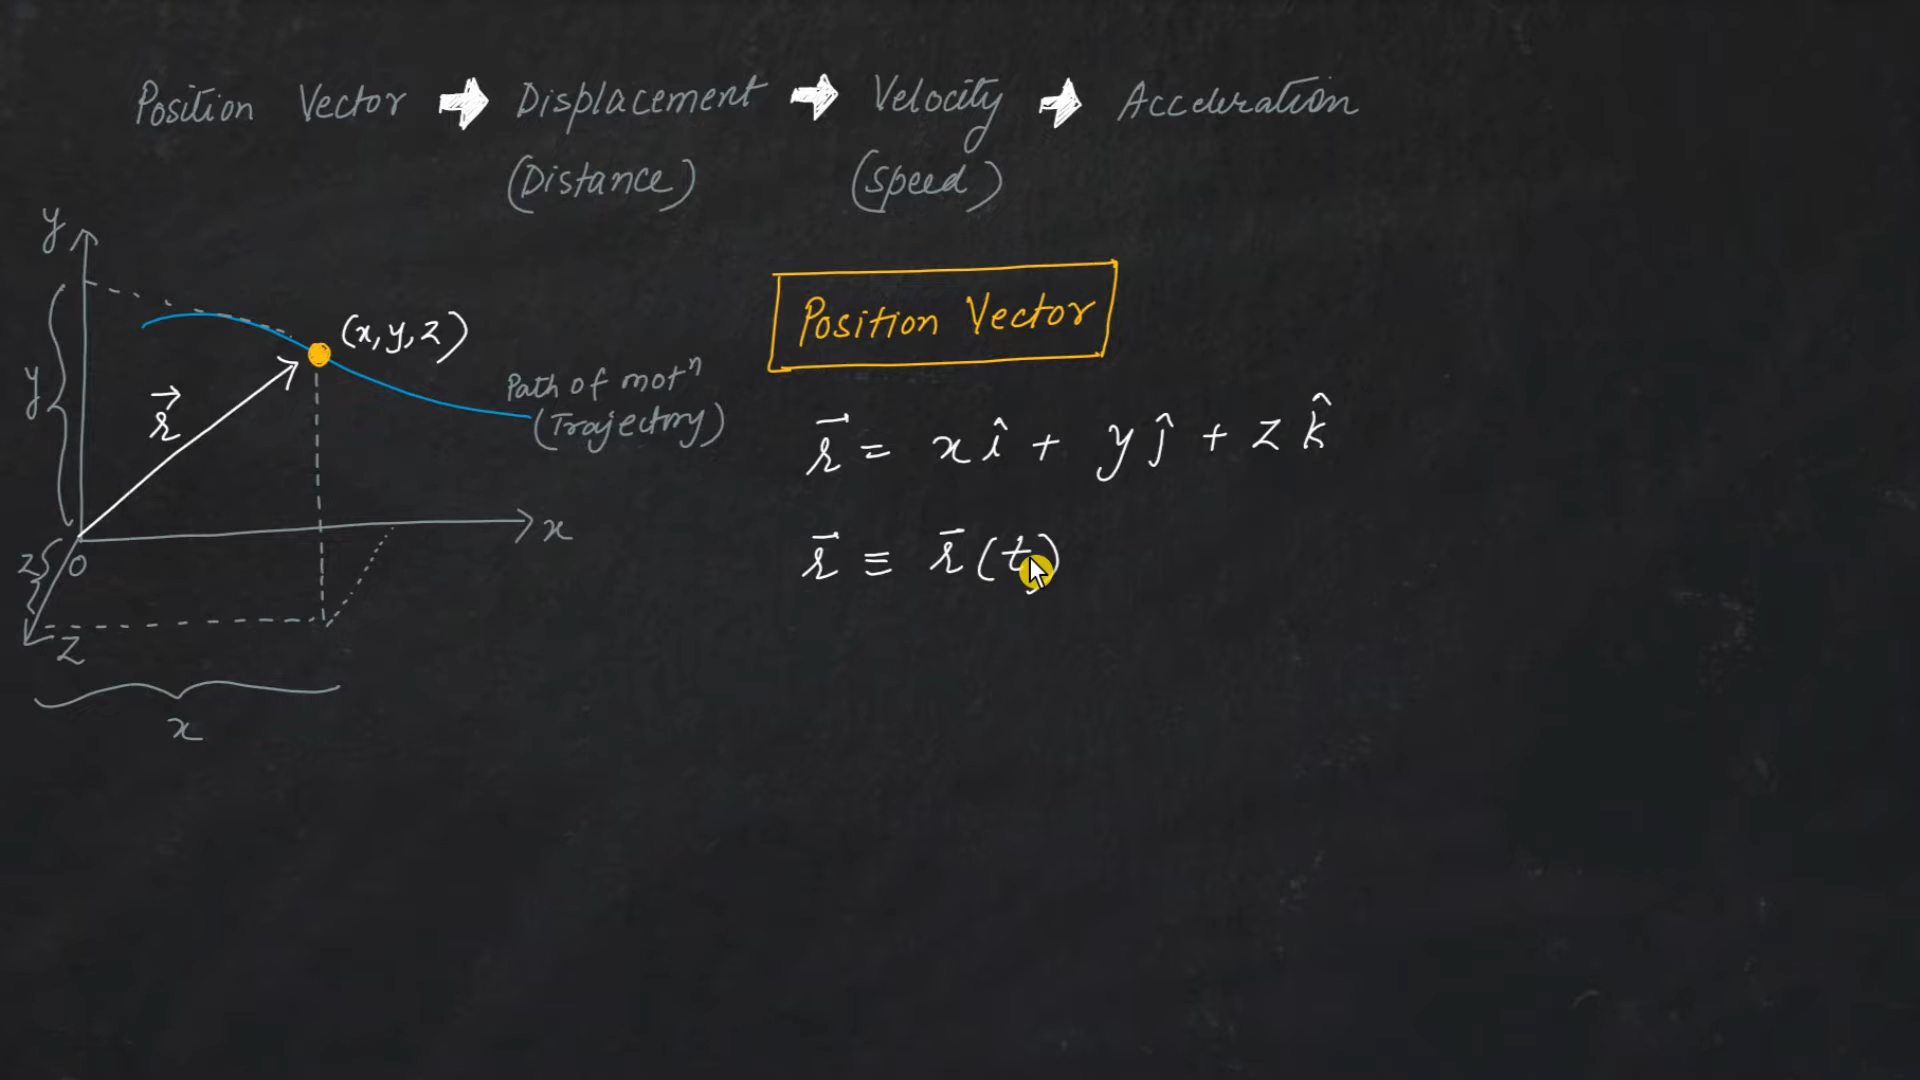 Position Vector → Displacement → Velocity → Acceleration
(Distance) (Speed)
y
(x, y, z)
Position Vector
y
r⃗
Path of motⁿ
(Trajectory)
r⃗ = x î + y ĵ + z k̂
x
z
O
r⃗ ≡ r⃗ (t)
z
x